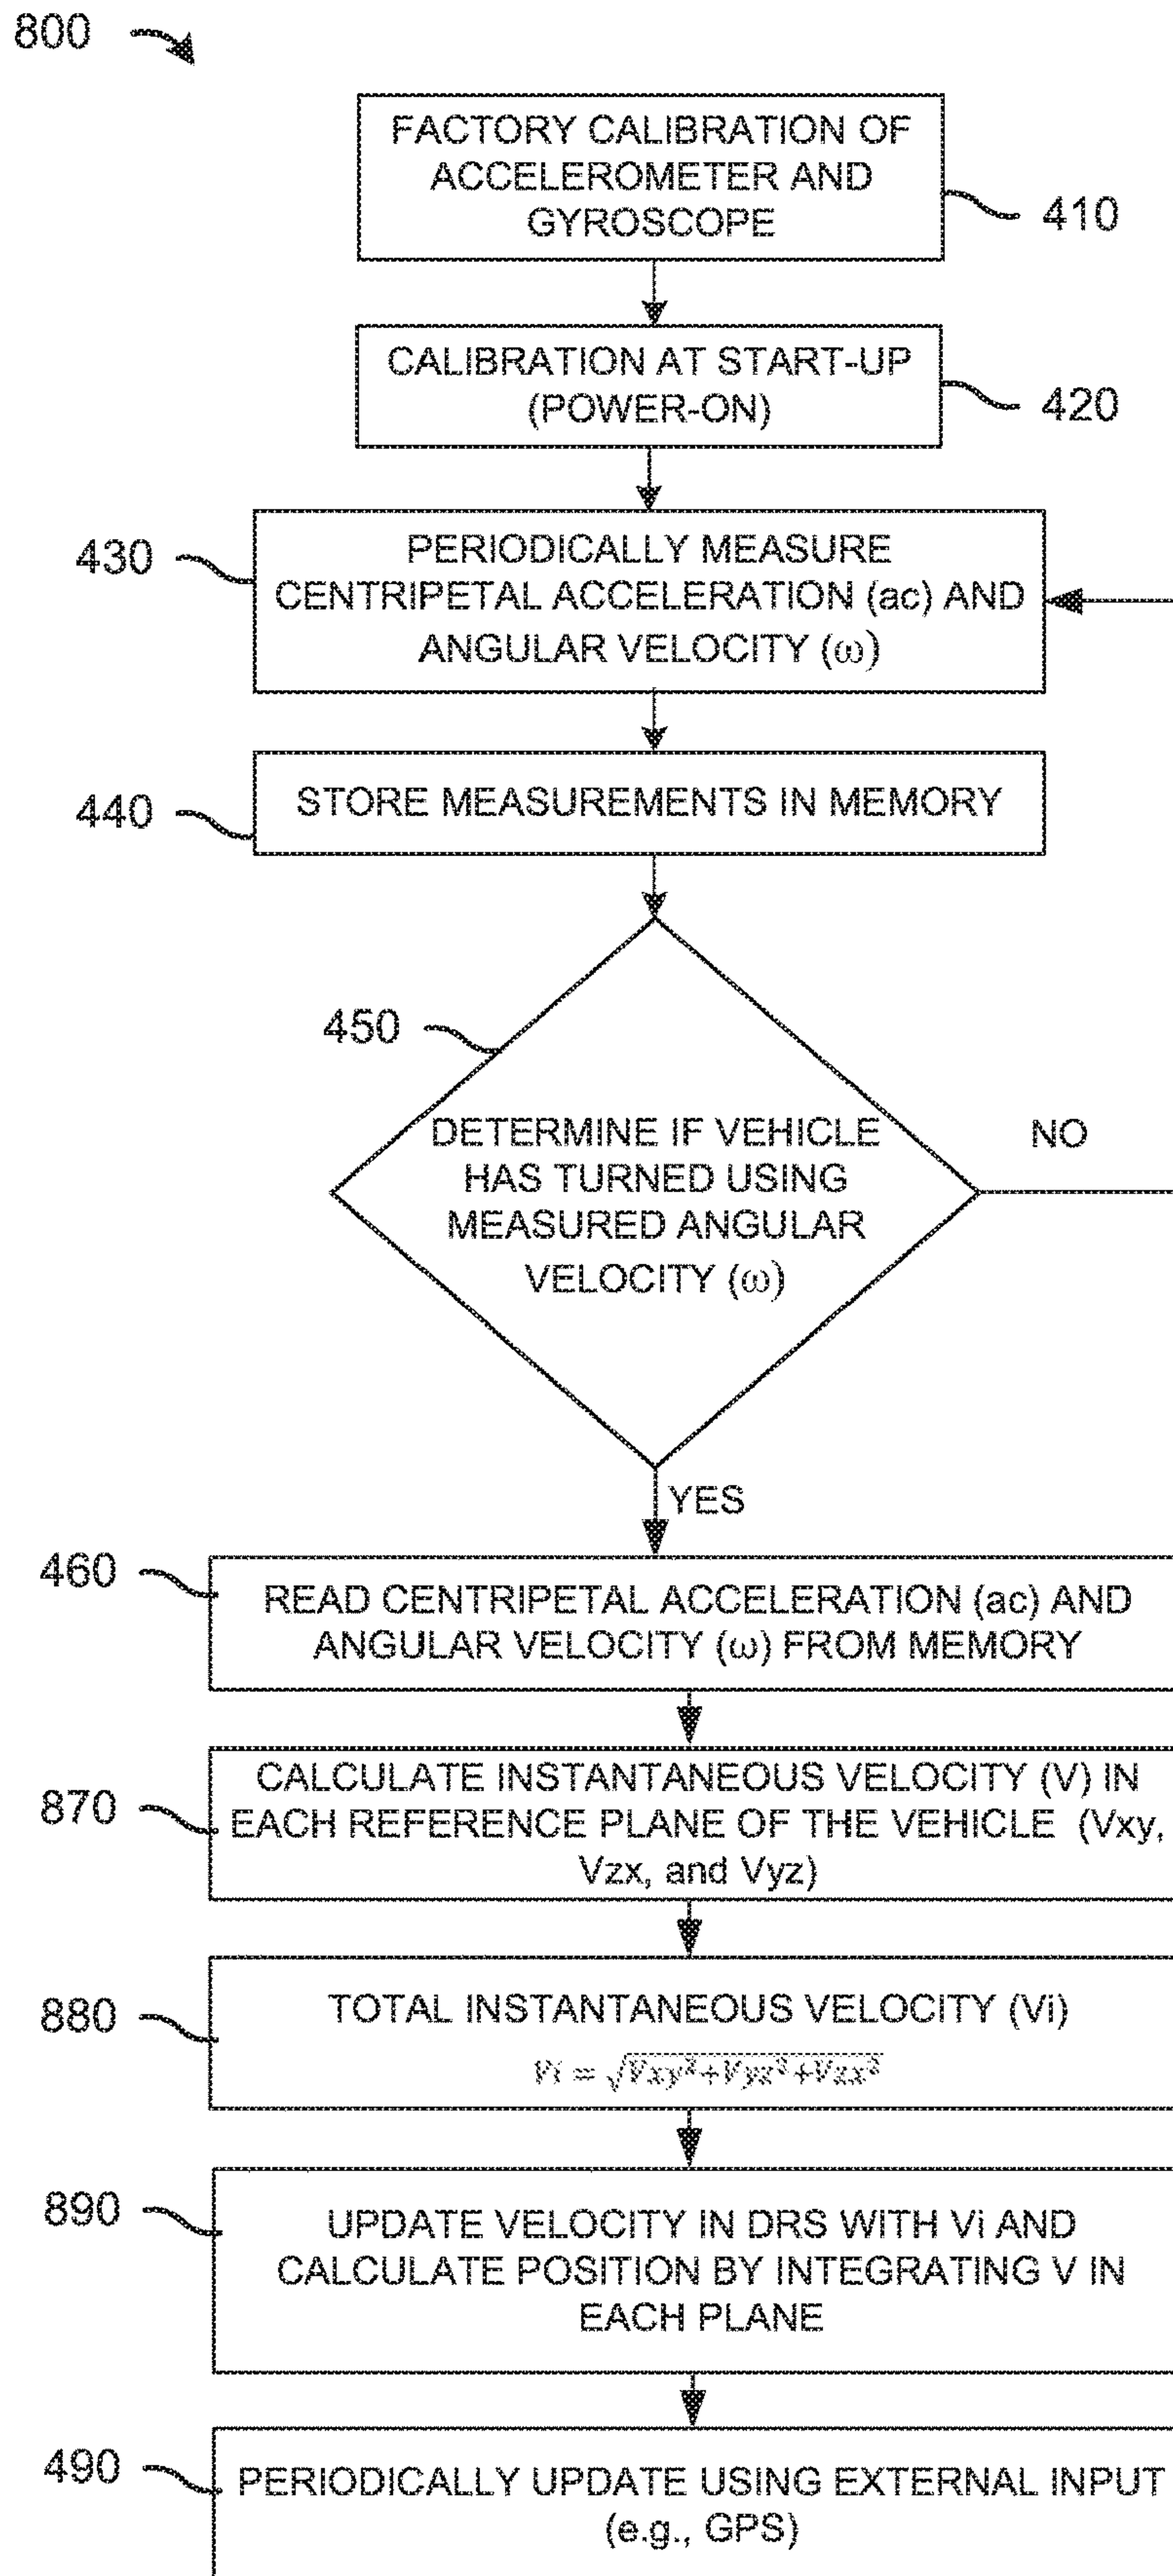 800
FACTORY CALIBRATION OF
ACCELEROMETER AND
GYROSCOPE
410
CALIBRATION AT START-UP
(POWER-ON)
420
430
PERIODICALLY MEASURE
CENTRIPETAL ACCELERATION (ac) AND
ANGULAR VELOCITY (ω)
440
STORE MEASUREMENTS IN MEMORY
450
DETERMINE IF VEHICLE
HAS TURNED USING
MEASURED ANGULAR
VELOCITY (ω)
NO
YES
460
READ CENTRIPETAL ACCELERATION (ac) AND
ANGULAR VELOCITY (ω) FROM MEMORY
870
CALCULATE INSTANTANEOUS VELOCITY (V) IN
EACH REFERENCE PLANE OF THE VEHICLE (Vxy,
Vzx, and Vyz)
880
TOTAL INSTANTANEOUS VELOCITY (Vi)
Vi = √Vxy²+Vyz²+Vzx²
890
UPDATE VELOCITY IN DRS WITH Vi AND
CALCULATE POSITION BY INTEGRATING V IN
EACH PLANE
490
PERIODICALLY UPDATE USING EXTERNAL INPUT
(e.g., GPS)